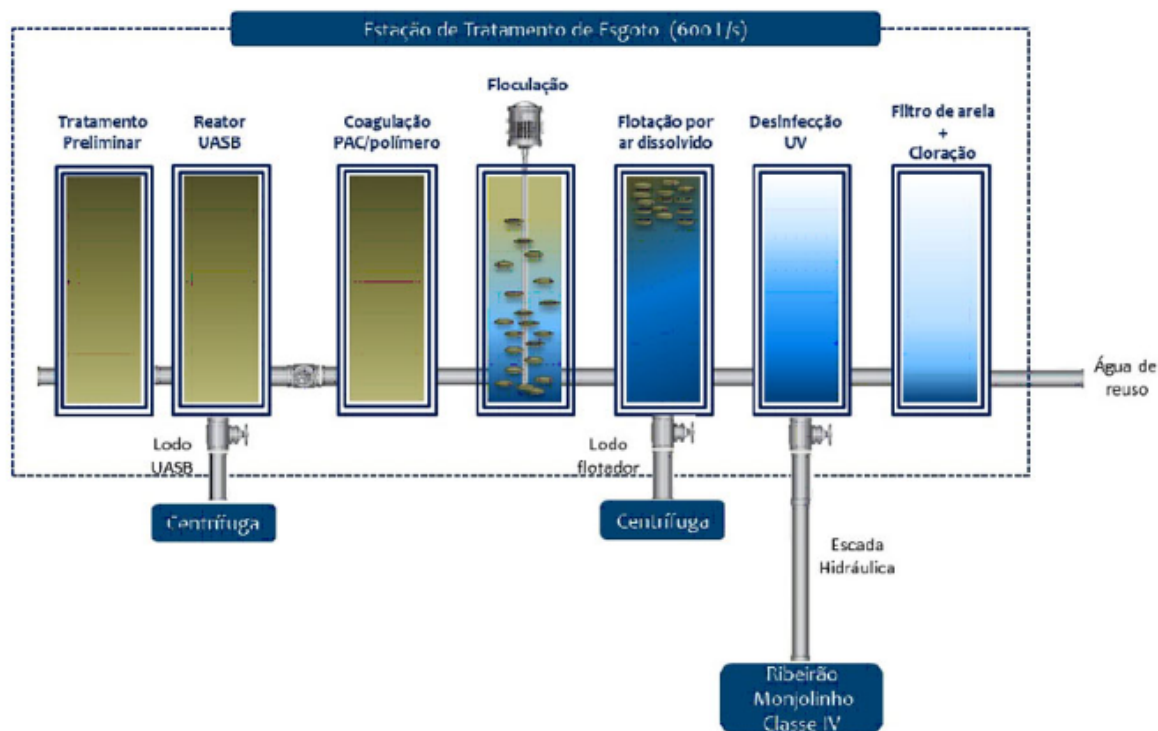 Estação de Tratamento de Esgoto (600 L/s)
Floculação
Tratamento
Preliminar
Reator
UASB
Coagulação
PAC/polímero
Flotação por
ar dissolvido
Desinfecção
UV
Filtro de areia
+
Cloração
Água de
reuso
Lodo
UASB
Lodo
flotador
Centrífuga
Centrífuga
Escada
Hidráulica
Ribeirão
Monjolinho
Classe IV